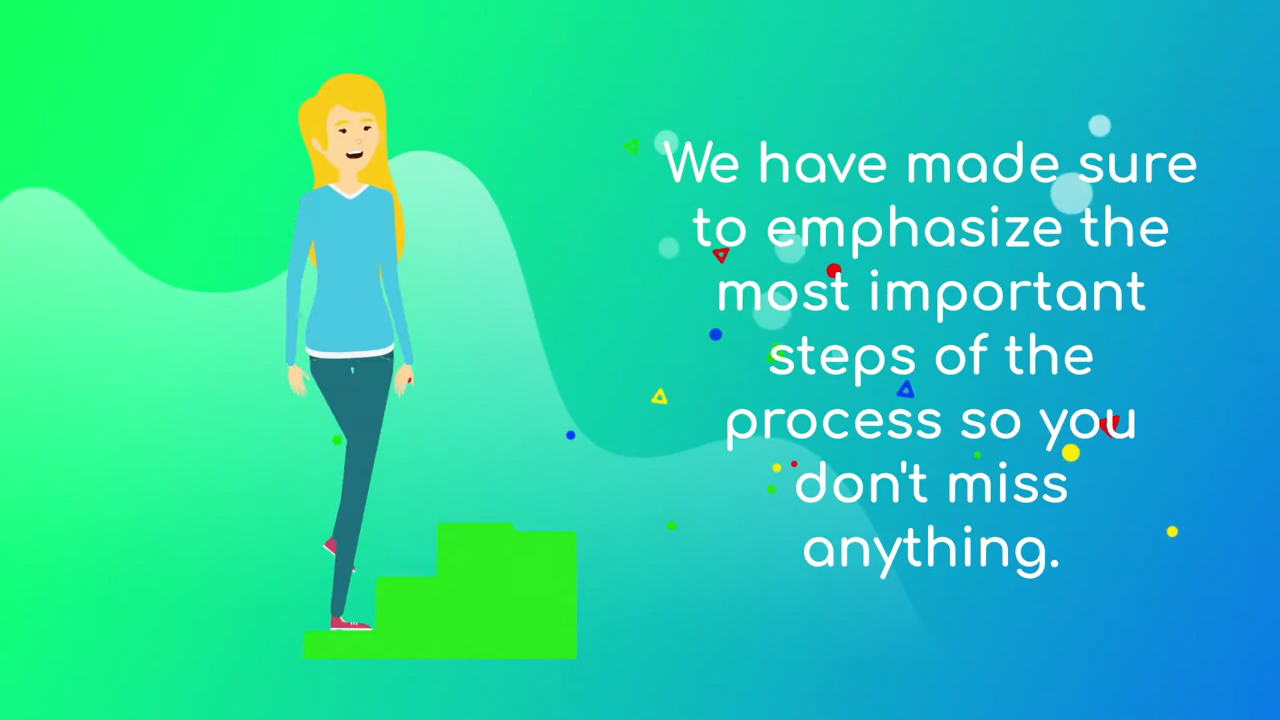 We have made sure
to emphasize the
most important
steps of the
process so you
don't miss
anything.